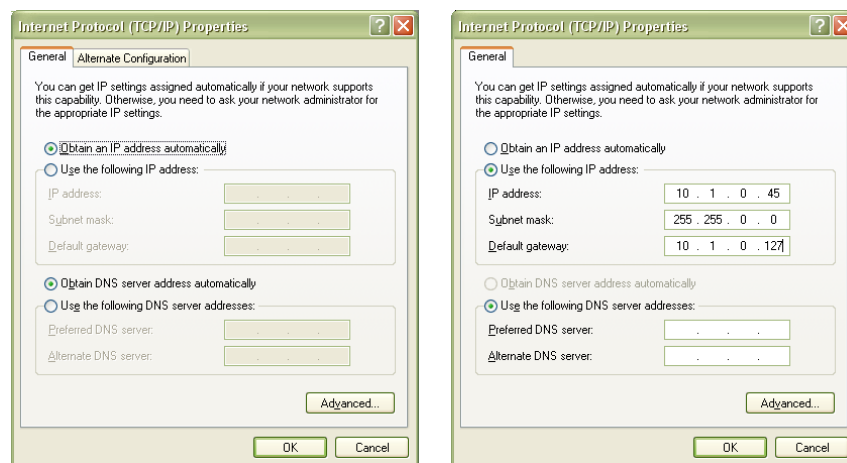 Internet Protocol (TCP/IP) Properties
General
Alternate Configuration
You can get IP settings assigned automatically if your network supports
this capability. Otherwise, you need to ask your network administrator for
the appropriate IP settings.
Obtain an IP address automatically
Use the following IP address:
IP address:
Subnet mask:
Default gateway:
Obtain DNS server address automatically
Use the following DNS server addresses:
Preferred DNS server:
Alternate DNS server:
Advanced...
OK
Cancel
Internet Protocol (TCP/IP) Properties
General
You can get IP settings assigned automatically if your network supports
this capability. Otherwise, you need to ask your network administrator for
the appropriate IP settings.
Obtain an IP address automatically
Use the following IP address:
IP address: 10 . 1 . 0 . 45
Subnet mask: 255 . 255 . 0 . 0
Default gateway: 10 . 1 . 0 . 127
Obtain DNS server address automatically
Use the following DNS server addresses:
Preferred DNS server:
Alternate DNS server:
Advanced...
OK
Cancel